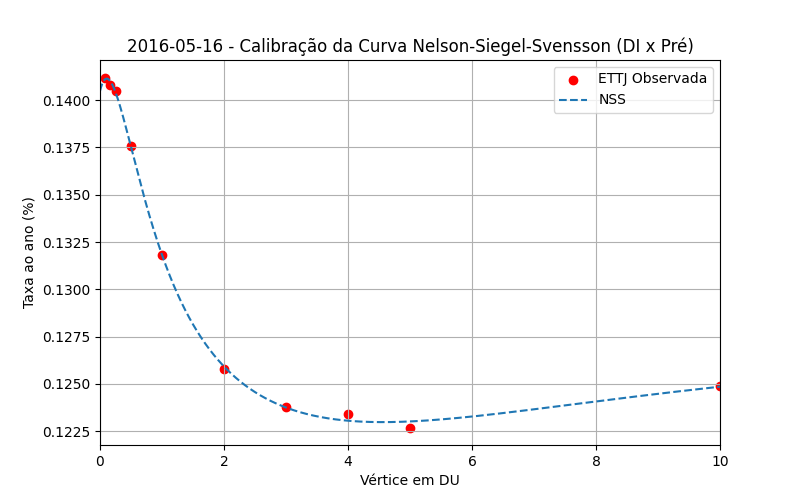 2016-05-16 - Calibração da Curva Nelson-Siegel-Svensson (DI x Pré)
ETTJ Observada
NSS
Taxa ao ano (%)
0.1400
0.1375
0.1350
0.1325
0.1300
0.1275
0.1250
0.1225
0 2 4 6 8 10
Vértice em DU